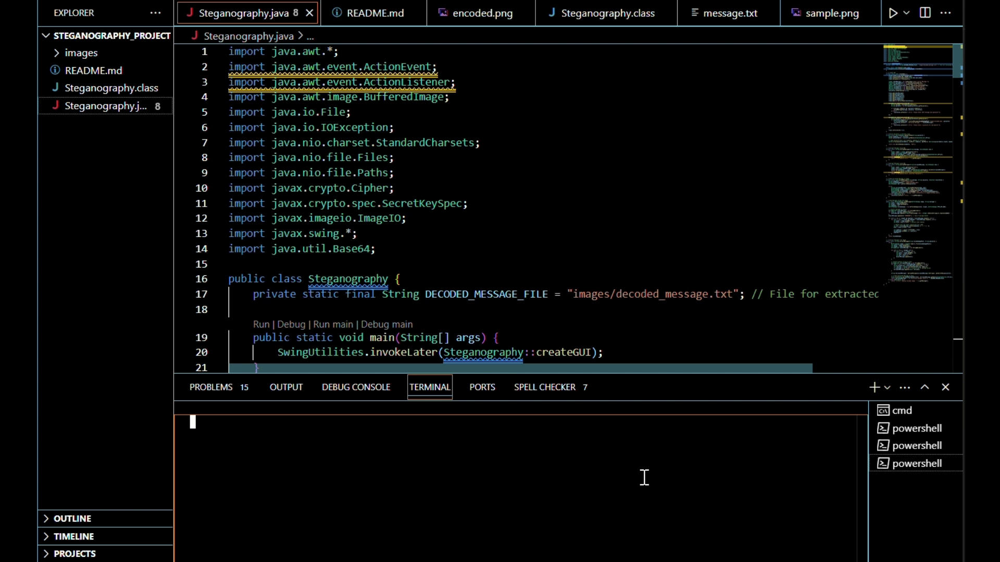 EXPLORER
STEGANOGRAPHY_PROJECT
images
README.md
Steganography.class
Steganography.j... 8
OUTLINE
TIMELINE
PROJECTS
Steganography.java 8
README.md
encoded.png
Steganography.class
message.txt
sample.png
Steganography.java > ...
1 import java.awt.*;
2 import java.awt.event.ActionEvent;
3 import java.awt.event.ActionListener;
4 import java.awt.image.BufferedImage;
5 import java.io.File;
6 import java.io.IOException;
7 import java.nio.charset.StandardCharsets;
8 import java.nio.file.Files;
9 import java.nio.file.Paths;
10 import javax.crypto.Cipher;
11 import javax.crypto.spec.SecretKeySpec;
12 import javax.imageio.ImageIO;
13 import javax.swing.*;
14 import java.util.Base64;
15
16 public class Steganography {
17 private static final String DECODED_MESSAGE_FILE = "images/decoded_message.txt"; // File for extracted
18
Run | Debug | Run main | Debug main
19 public static void main(String[] args) {
20 SwingUtilities.invokeLater(Steganography::createGUI);
21 }
PROBLEMS 15
OUTPUT
DEBUG CONSOLE
TERMINAL
PORTS
SPELL CHECKER 7
cmd
powershell
powershell
powershell